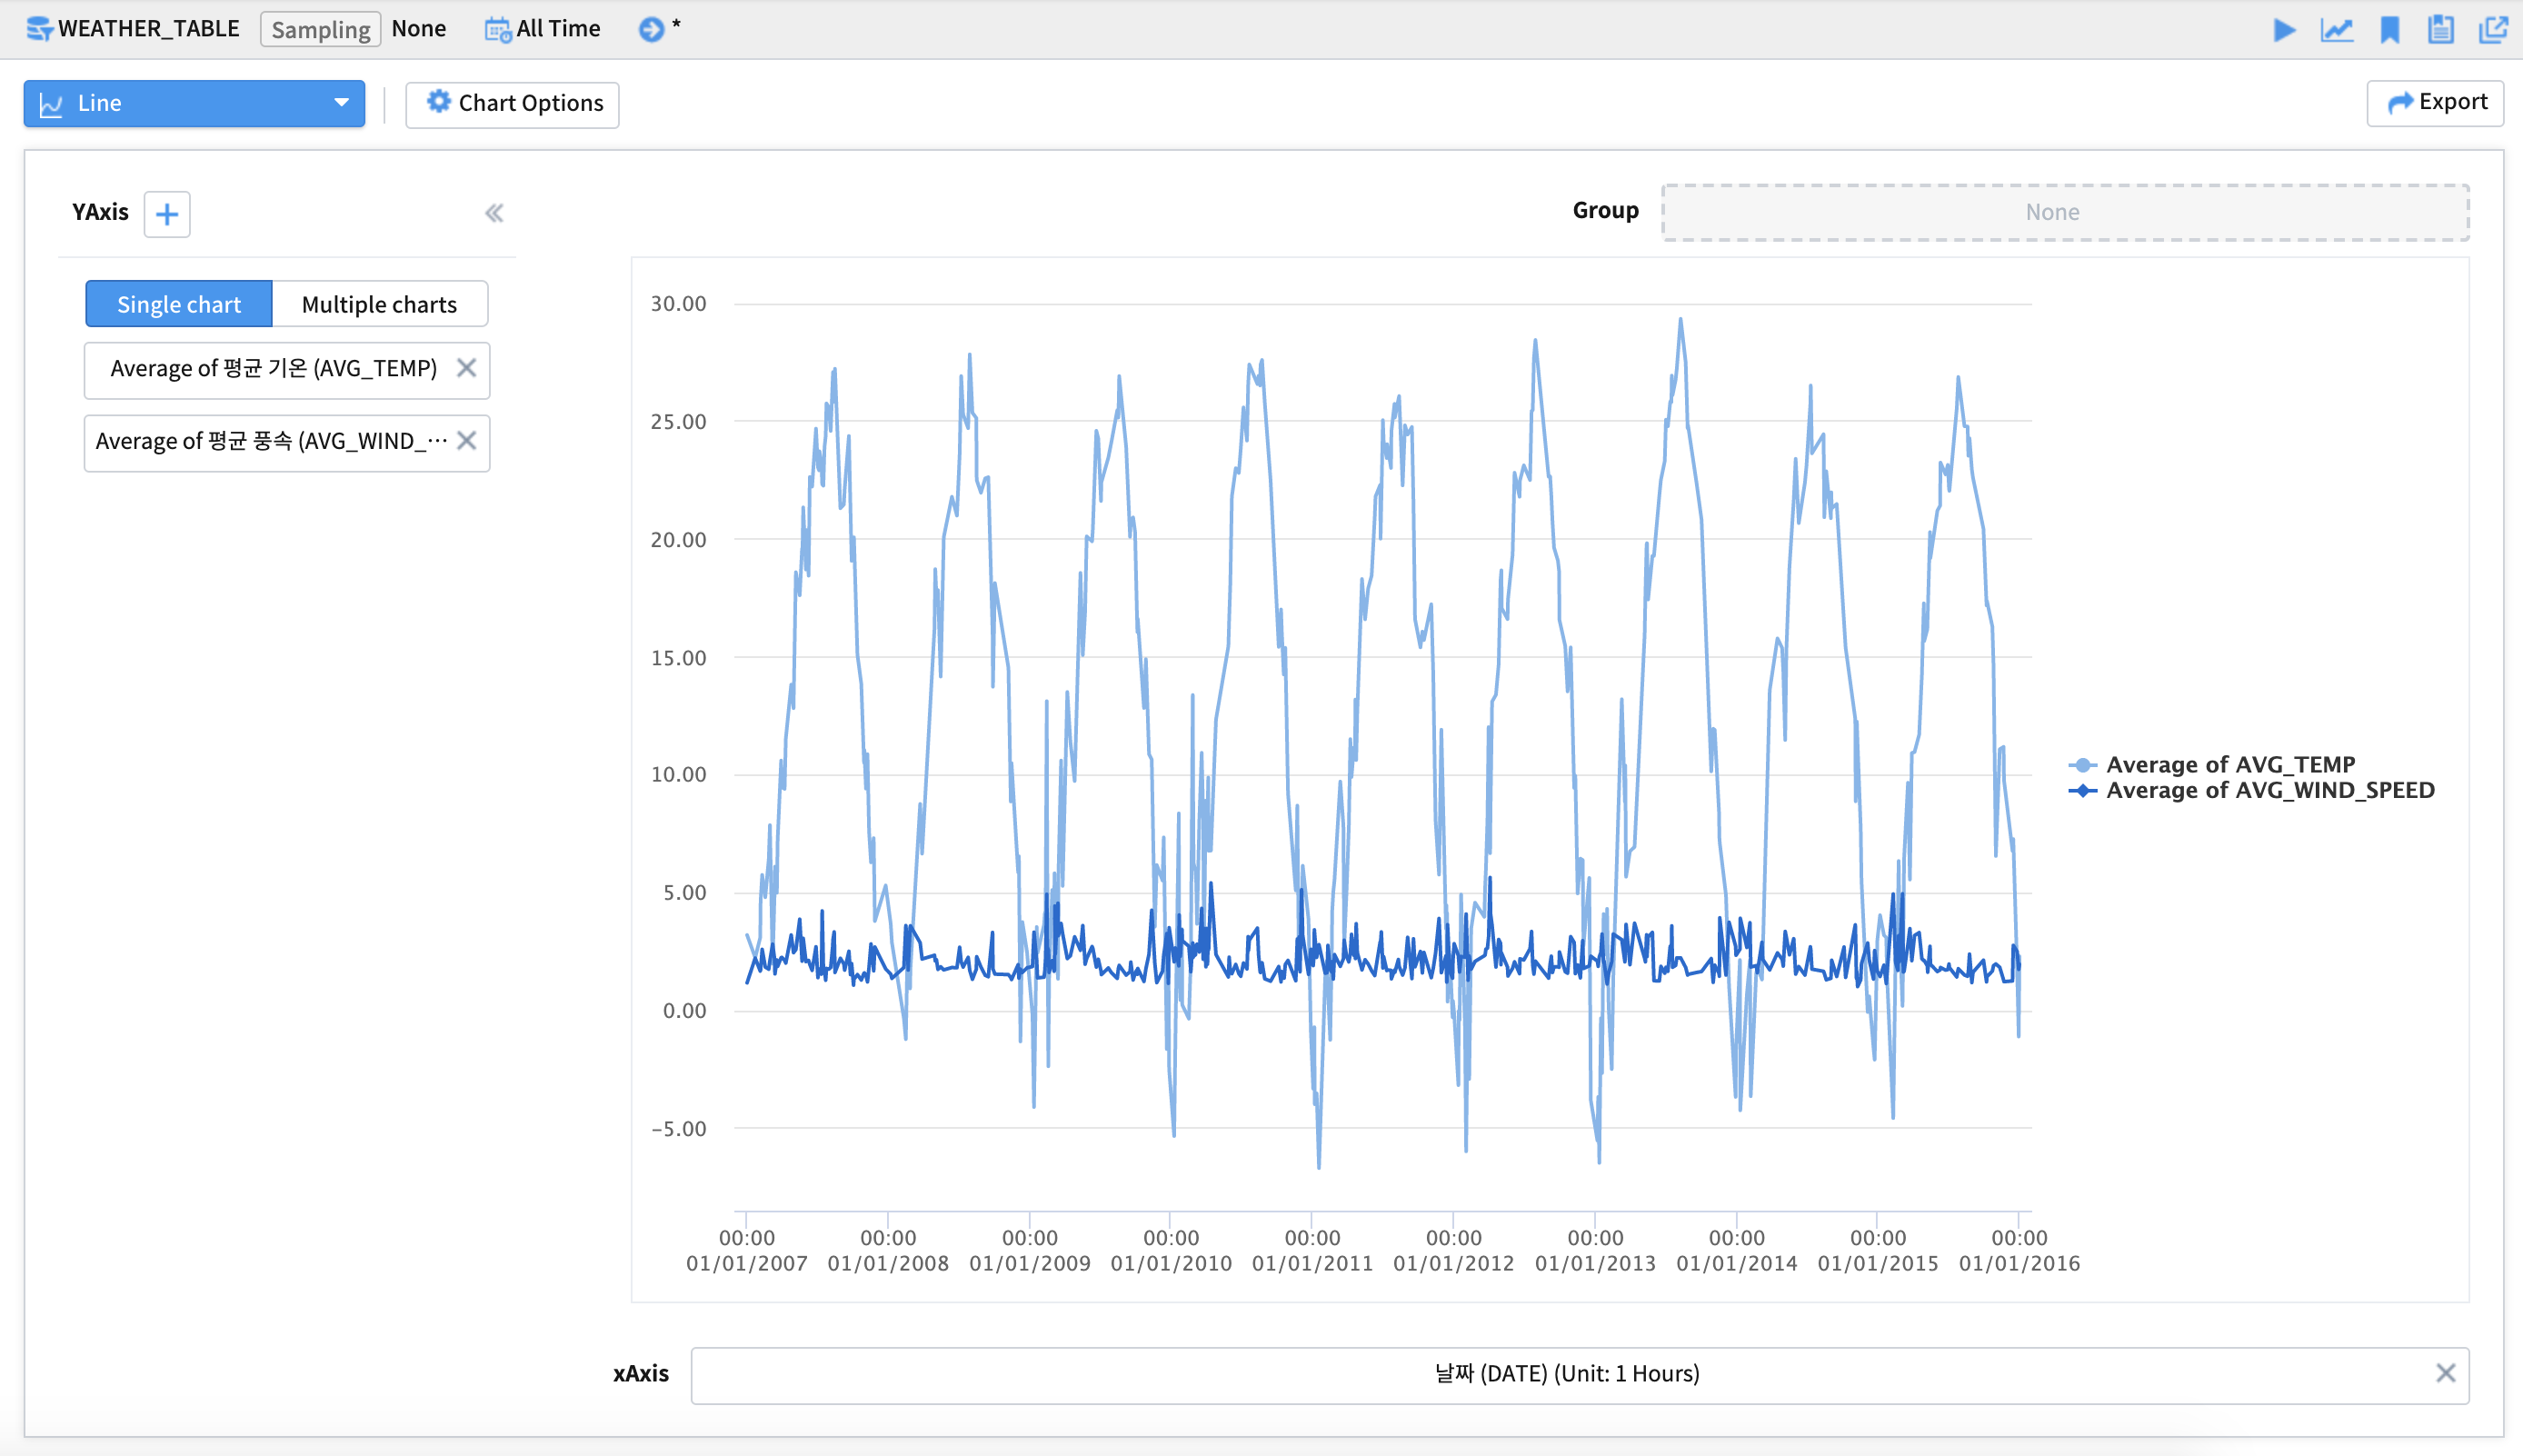 WEATHER_TABLE Sampling None All Time *
Line Chart Options Export
YAxis
Group None
Single chart Multiple charts
Average of 평균 기온 (AVG_TEMP)
Average of 평균 풍속 (AVG_WIND_···
30.00
25.00
20.00
15.00
10.00
5.00
0.00
−5.00
Average of AVG_TEMP
Average of AVG_WIND_SPEED
00:00 00:00 00:00 00:00 00:00 00:00 00:00 00:00 00:00 00:00
01/01/2007 01/01/2008 01/01/2009 01/01/2010 01/01/2011 01/01/2012 01/01/2013 01/01/2014 01/01/2015 01/01/2016
xAxis 날짜 (DATE) (Unit: 1 Hours)